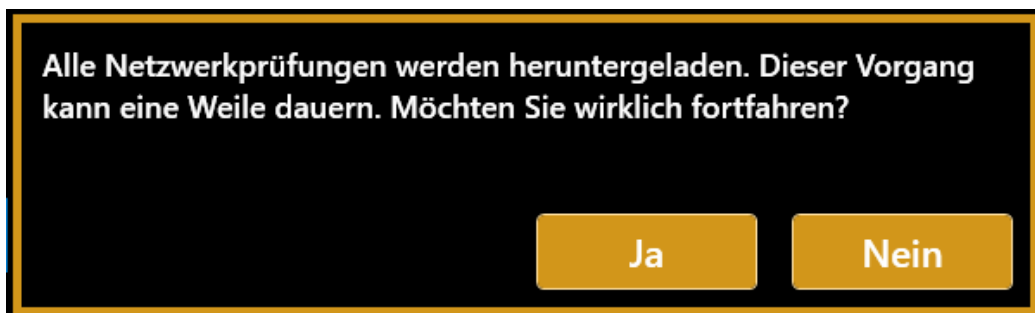 Alle Netzwerkprüfungen werden heruntergeladen. Dieser Vorgang
kann eine Weile dauern. Möchten Sie wirklich fortfahren?
Ja
Nein